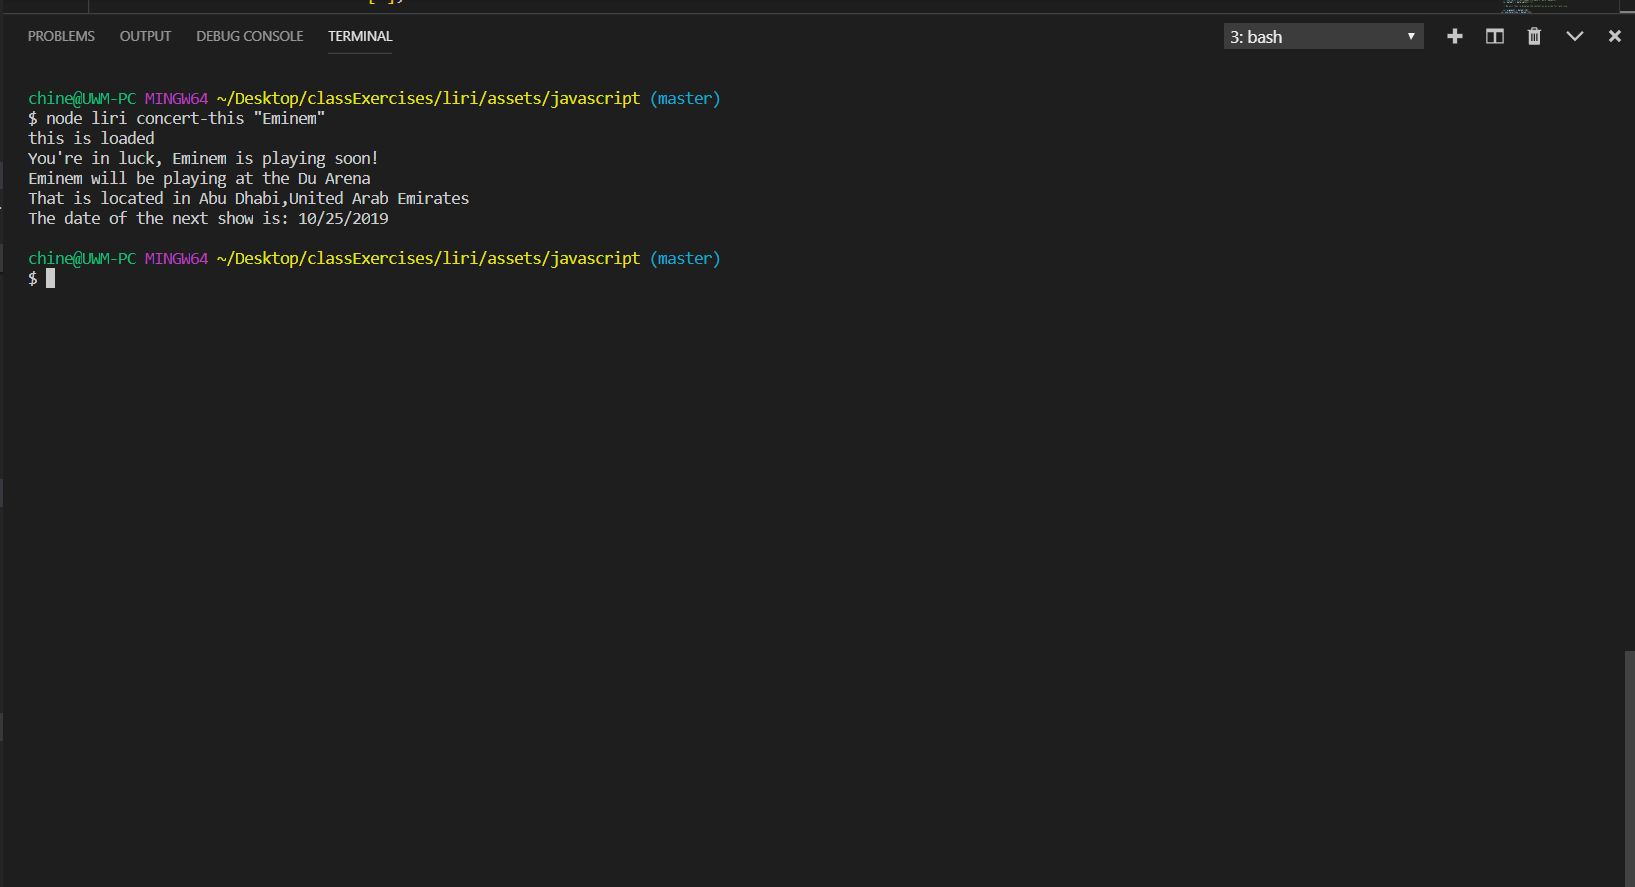 PROBLEMS OUTPUT DEBUG CONSOLE TERMINAL 3: bash
chine@UWM-PC MINGW64 ~/Desktop/classExercises/liri/assets/javascript (master)
$ node liri concert-this "Eminem"
this is loaded
You're in luck, Eminem is playing soon!
Eminem will be playing at the Du Arena
That is located in Abu Dhabi,United Arab Emirates
The date of the next show is: 10/25/2019
chine@UWM-PC MINGW64 ~/Desktop/classExercises/liri/assets/javascript (master)
$